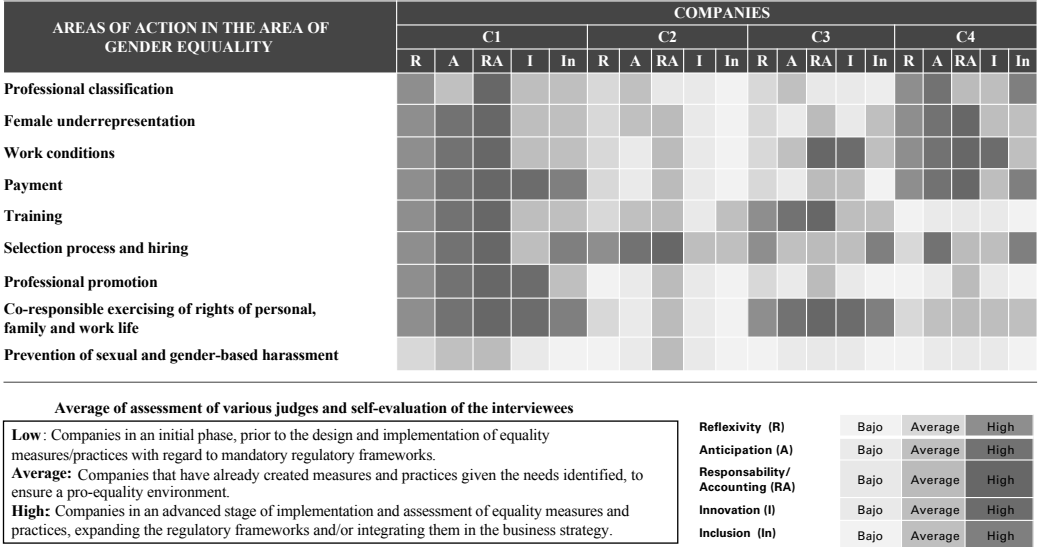 AREAS OF ACTION IN THE AREA OF
GENDER EQUUALITY
COMPANIES
C1 C2 C3 C4
R A RA I In R A RA I In R A RA I In R A RA I In
Professional classification
Female underrepresentation
Work conditions
Payment
Training
Selection process and hiring
Professional promotion
Co-responsible exercising of rights of personal,
family and work life
Prevention of sexual and gender-based harassment
Average of assessment of various judges and self-evaluation of the interviewees
Low: Companies in an initial phase, prior to the design and implementation of equality
measures/practices with regard to mandatory regulatory frameworks.
Average: Companies that have already created measures and practices given the needs identified, to
ensure a pro-equality environment.
High: Companies in an advanced stage of implementation and assessment of equality measures and
practices, expanding the regulatory frameworks and/or integrating them in the business strategy.
Reflexivity (R) Bajo Average High
Anticipation (A) Bajo Average High
Responsability/
Accounting (RA) Bajo Average High
Innovation (I) Bajo Average High
Inclusion (In) Bajo Average High